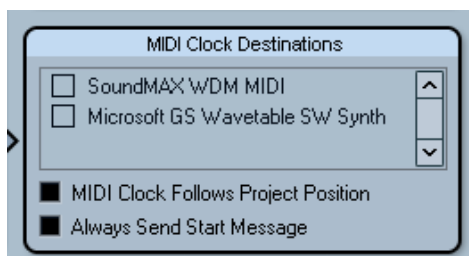 MIDI Clock Destinations
SoundMAX WDM MIDI
Microsoft GS Wavetable SW Synth
MIDI Clock Follows Project Position
Always Send Start Message